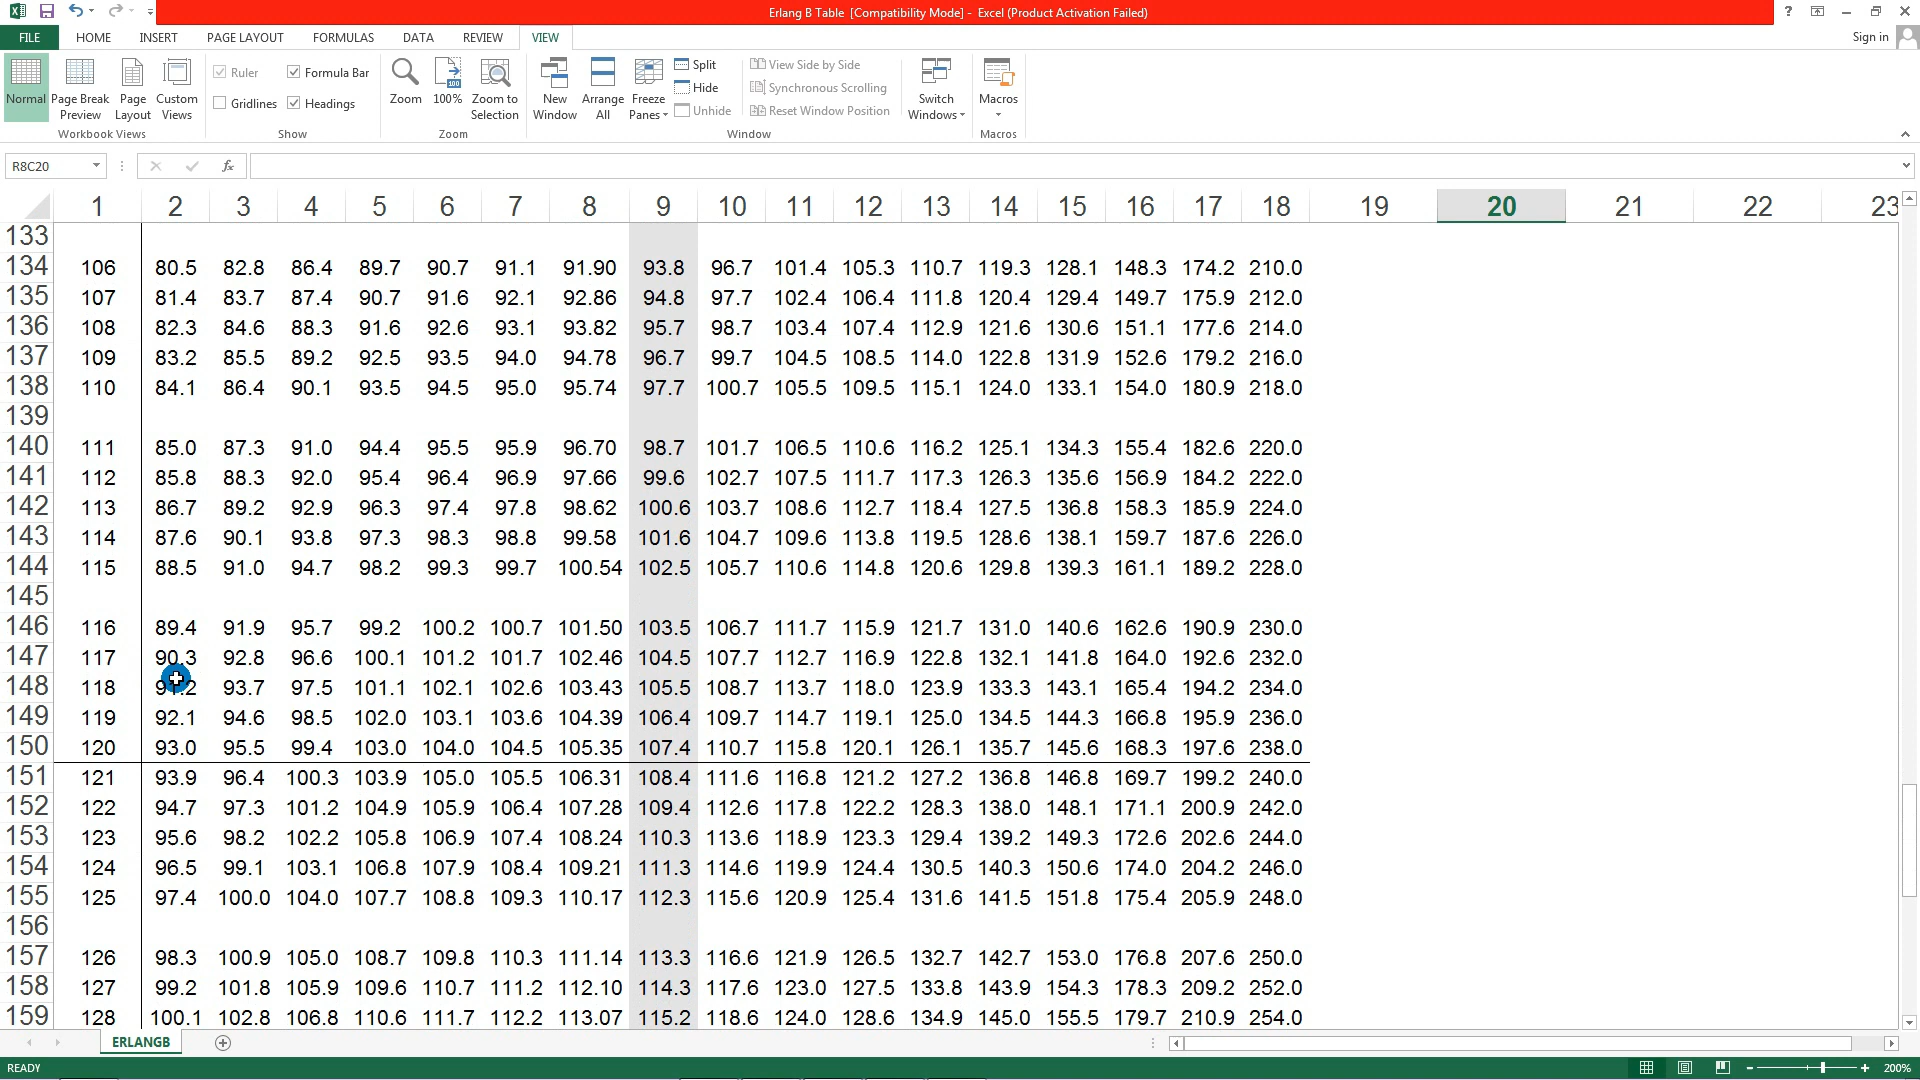 Erlang B Table [Compatibility Mode] - Excel (Product Activation Failed)
FILE HOME INSERT PAGE LAYOUT FORMULAS DATA REVIEW VIEW Sign in
Normal Page Break Preview Page Layout Custom Views Ruler Formula Bar Gridlines Headings Zoom 100% Zoom to Selection New Window Arrange All Freeze Panes Split Hide Unhide View Side by Side Synchronous Scrolling Reset Window Position Switch Windows Macros
Workbook Views Show Zoom Window Macros
R8C20 fx
1 2 3 4 5 6 7 8 9 10 11 12 13 14 15 16 17 18 19 20 21 22 23
133
134 106 80.5 82.8 86.4 89.7 90.7 91.1 91.90 93.8 96.7 101.4 105.3 110.7 119.3 128.1 148.3 174.2 210.0
135 107 81.4 83.7 87.4 90.7 91.6 92.1 92.86 94.8 97.7 102.4 106.4 111.8 120.4 129.4 149.7 175.9 212.0
136 108 82.3 84.6 88.3 91.6 92.6 93.1 93.82 95.7 98.7 103.4 107.4 112.9 121.6 130.6 151.1 177.6 214.0
137 109 83.2 85.5 89.2 92.5 93.5 94.0 94.78 96.7 99.7 104.5 108.5 114.0 122.8 131.9 152.6 179.2 216.0
138 110 84.1 86.4 90.1 93.5 94.5 95.0 95.74 97.7 100.7 105.5 109.5 115.1 124.0 133.1 154.0 180.9 218.0
139
140 111 85.0 87.3 91.0 94.4 95.5 95.9 96.70 98.7 101.7 106.5 110.6 116.2 125.1 134.3 155.4 182.6 220.0
141 112 85.8 88.3 92.0 95.4 96.4 96.9 97.66 99.6 102.7 107.5 111.7 117.3 126.3 135.6 156.9 184.2 222.0
142 113 86.7 89.2 92.9 96.3 97.4 97.8 98.62 100.6 103.7 108.6 112.7 118.4 127.5 136.8 158.3 185.9 224.0
143 114 87.6 90.1 93.8 97.3 98.3 98.8 99.58 101.6 104.7 109.6 113.8 119.5 128.6 138.1 159.7 187.6 226.0
144 115 88.5 91.0 94.7 98.2 99.3 99.7 100.54 102.5 105.7 110.6 114.8 120.6 129.8 139.3 161.1 189.2 228.0
145
146 116 89.4 91.9 95.7 99.2 100.2 100.7 101.50 103.5 106.7 111.7 115.9 121.7 131.0 140.6 162.6 190.9 230.0
147 117 90.3 92.8 96.6 100.1 101.2 101.7 102.46 104.5 107.7 112.7 116.9 122.8 132.1 141.8 164.0 192.6 232.0
148 118 93.7 97.5 101.1 102.1 102.6 103.43 105.5 108.7 113.7 118.0 123.9 133.3 143.1 165.4 194.2 234.0
149 119 92.1 94.6 98.5 102.0 103.1 103.6 104.39 106.4 109.7 114.7 119.1 125.0 134.5 144.3 166.8 195.9 236.0
150 120 93.0 95.5 99.4 103.0 104.0 104.5 105.35 107.4 110.7 115.8 120.1 126.1 135.7 145.6 168.3 197.6 238.0
151 121 93.9 96.4 100.3 103.9 105.0 105.5 106.31 108.4 111.6 116.8 121.2 127.2 136.8 146.8 169.7 199.2 240.0
152 122 94.7 97.3 101.2 104.9 105.9 106.4 107.28 109.4 112.6 117.8 122.2 128.3 138.0 148.1 171.1 200.9 242.0
153 123 95.6 98.2 102.2 105.8 106.9 107.4 108.24 110.3 113.6 118.9 123.3 129.4 139.2 149.3 172.6 202.6 244.0
154 124 96.5 99.1 103.1 106.8 107.9 108.4 109.21 111.3 114.6 119.9 124.4 130.5 140.3 150.6 174.0 204.2 246.0
155 125 97.4 100.0 104.0 107.7 108.8 109.3 110.17 112.3 115.6 120.9 125.4 131.6 141.5 151.8 175.4 205.9 248.0
156
157 126 98.3 100.9 105.0 108.7 109.8 110.3 111.14 113.3 116.6 121.9 126.5 132.7 142.7 153.0 176.8 207.6 250.0
158 127 99.2 101.8 105.9 109.6 110.7 111.2 112.10 114.3 117.6 123.0 127.5 133.8 143.9 154.3 178.3 209.2 252.0
159 128 100.1 102.8 106.8 110.6 111.7 112.2 113.07 115.2 118.6 124.0 128.6 134.9 145.0 155.5 179.7 210.9 254.0
ERLANGB
READY 200%